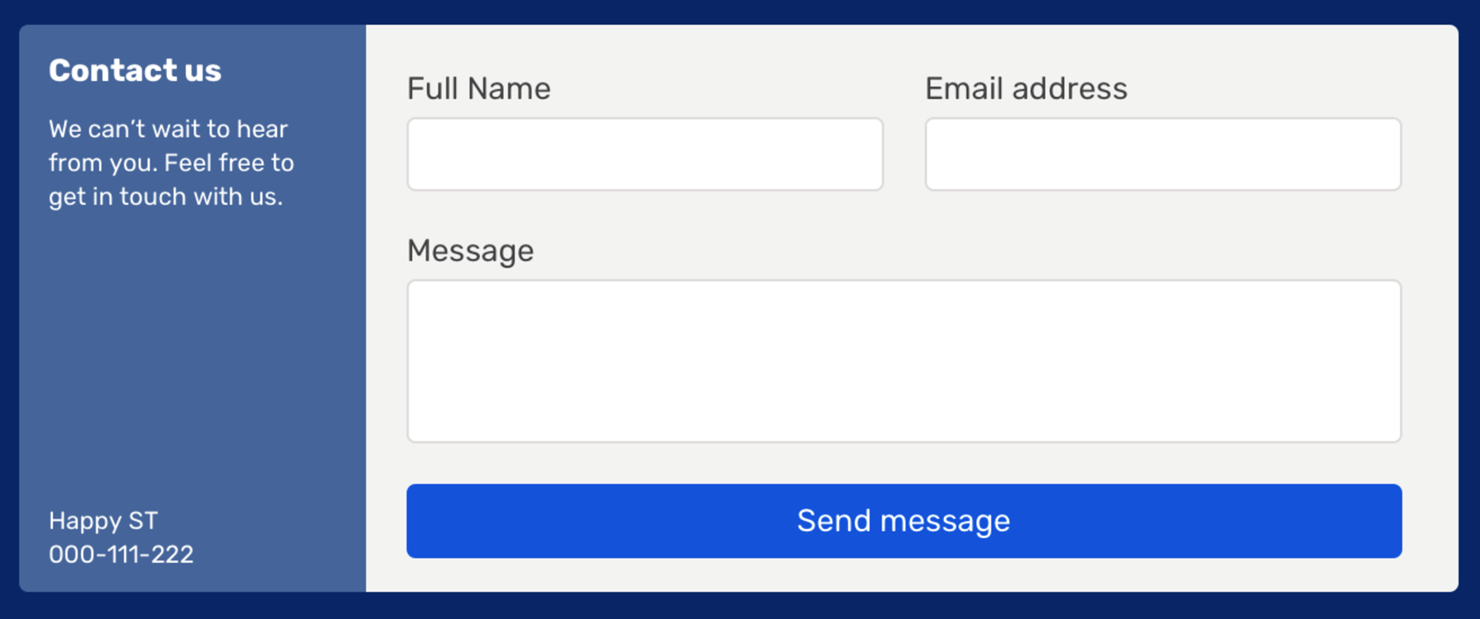 Contact us
We can’t wait to hear
from you. Feel free to
get in touch with us.
Happy ST
000-111-222
Full Name
Email address
Message
Send message